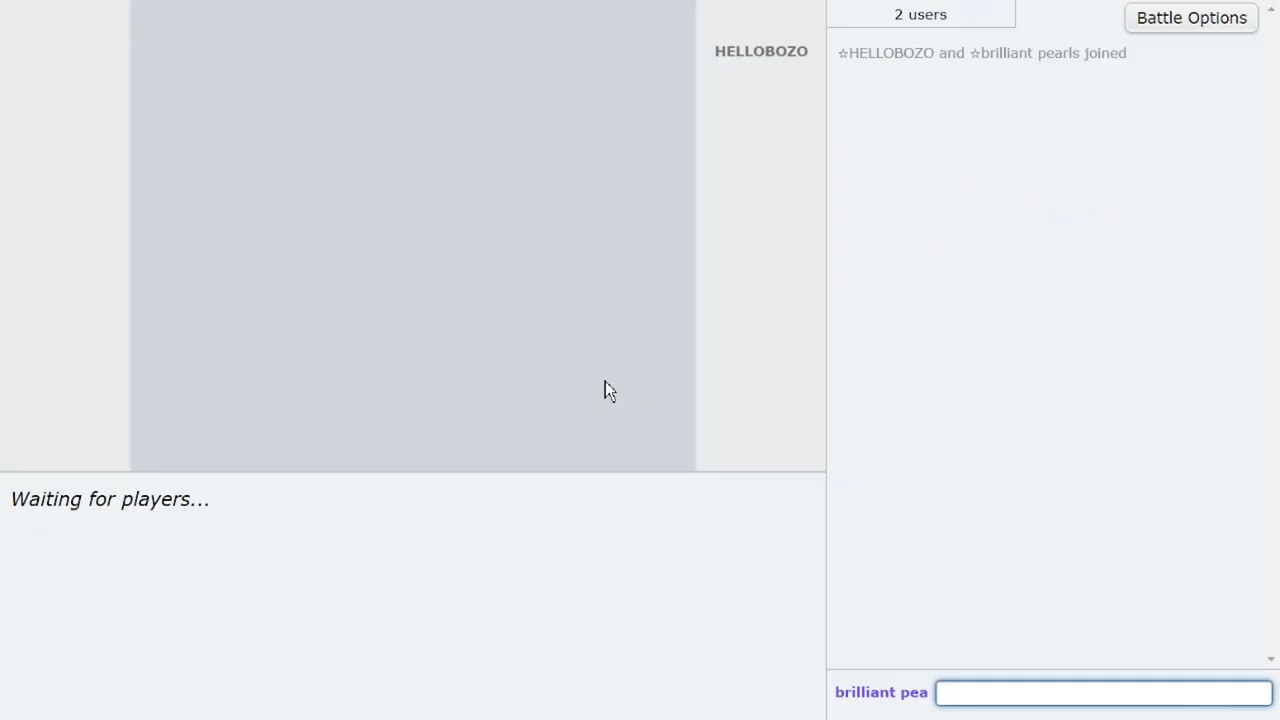 2 users
Battle Options
HELLOBOZO
☆HELLOBOZO and ☆brilliant pearls joined
Waiting for players...
brilliant pea